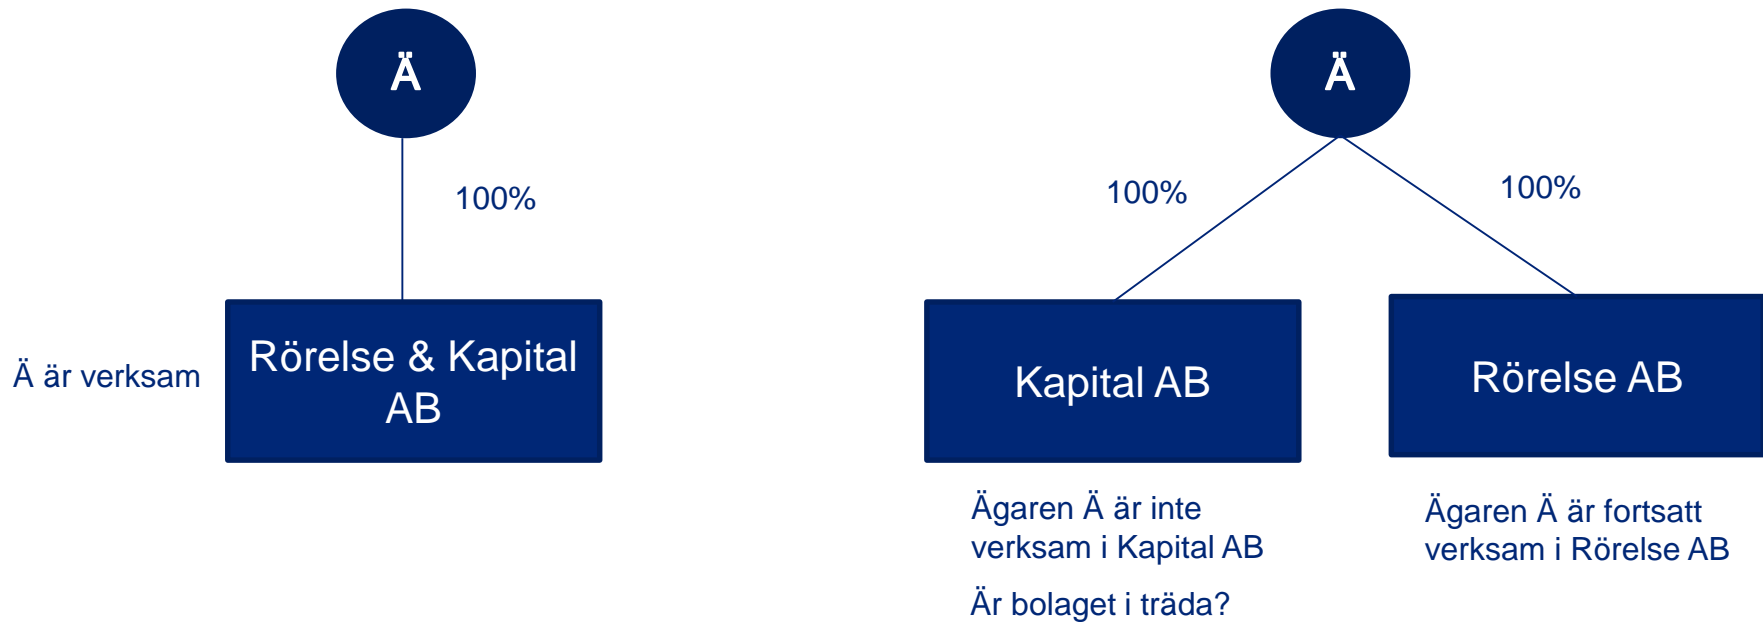 Ä
100%
Ä är verksam
Rörelse & Kapital
AB
Ä
100%
100%
Kapital AB
Rörelse AB
Ägaren Ä är inte
verksam i Kapital AB
Är bolaget i träda?
Ägaren Ä är fortsatt
verksam i Rörelse AB